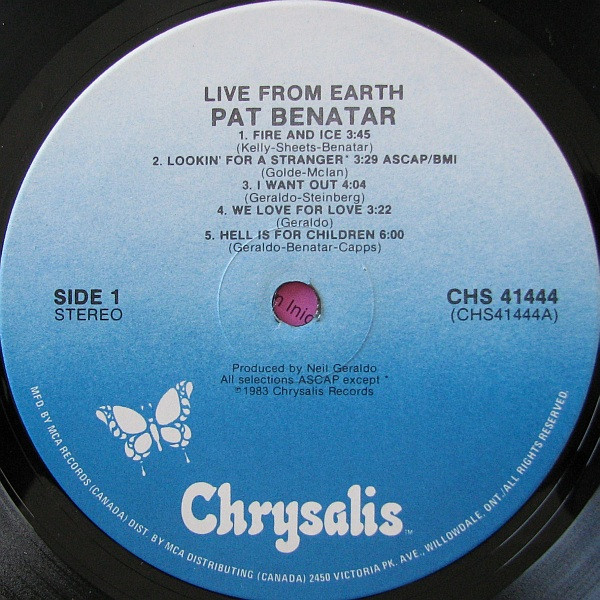 LIVE FROM EARTH
PAT BENATAR
1. FIRE AND ICE 3:45
(Kelly-Sheets-Benatar)
2. LOOKIN' FOR A STRANGER* 3:29 ASCAP/BMI
(Golde-McIan)
3. I WANT OUT 4:04
(Geraldo-Steinberg)
4. WE LOVE FOR LOVE 3:22
(Geraldo)
5. HELL IS FOR CHILDREN 6:00
(Geraldo-Benatar-Capps)
SIDE 1
STEREO
CHS 41444
(CHS41444A)
Produced by Neil Geraldo
All selections ASCAP except *
℗1983 Chrysalis Records
Chrysalis™
MFD. BY MCA RECORDS (CANADA) DIST. BY MCA DISTRIBUTING (CANADA) 2450 VICTORIA PK. AVE., WILLOWDALE, ONT./ALL RIGHTS RESERVED.